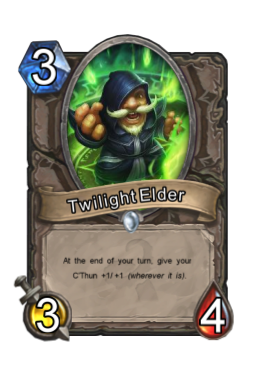 3
Twilight Elder
At the end of your turn, give your
C'Thun +1/+1 (wherever it is).
3
4